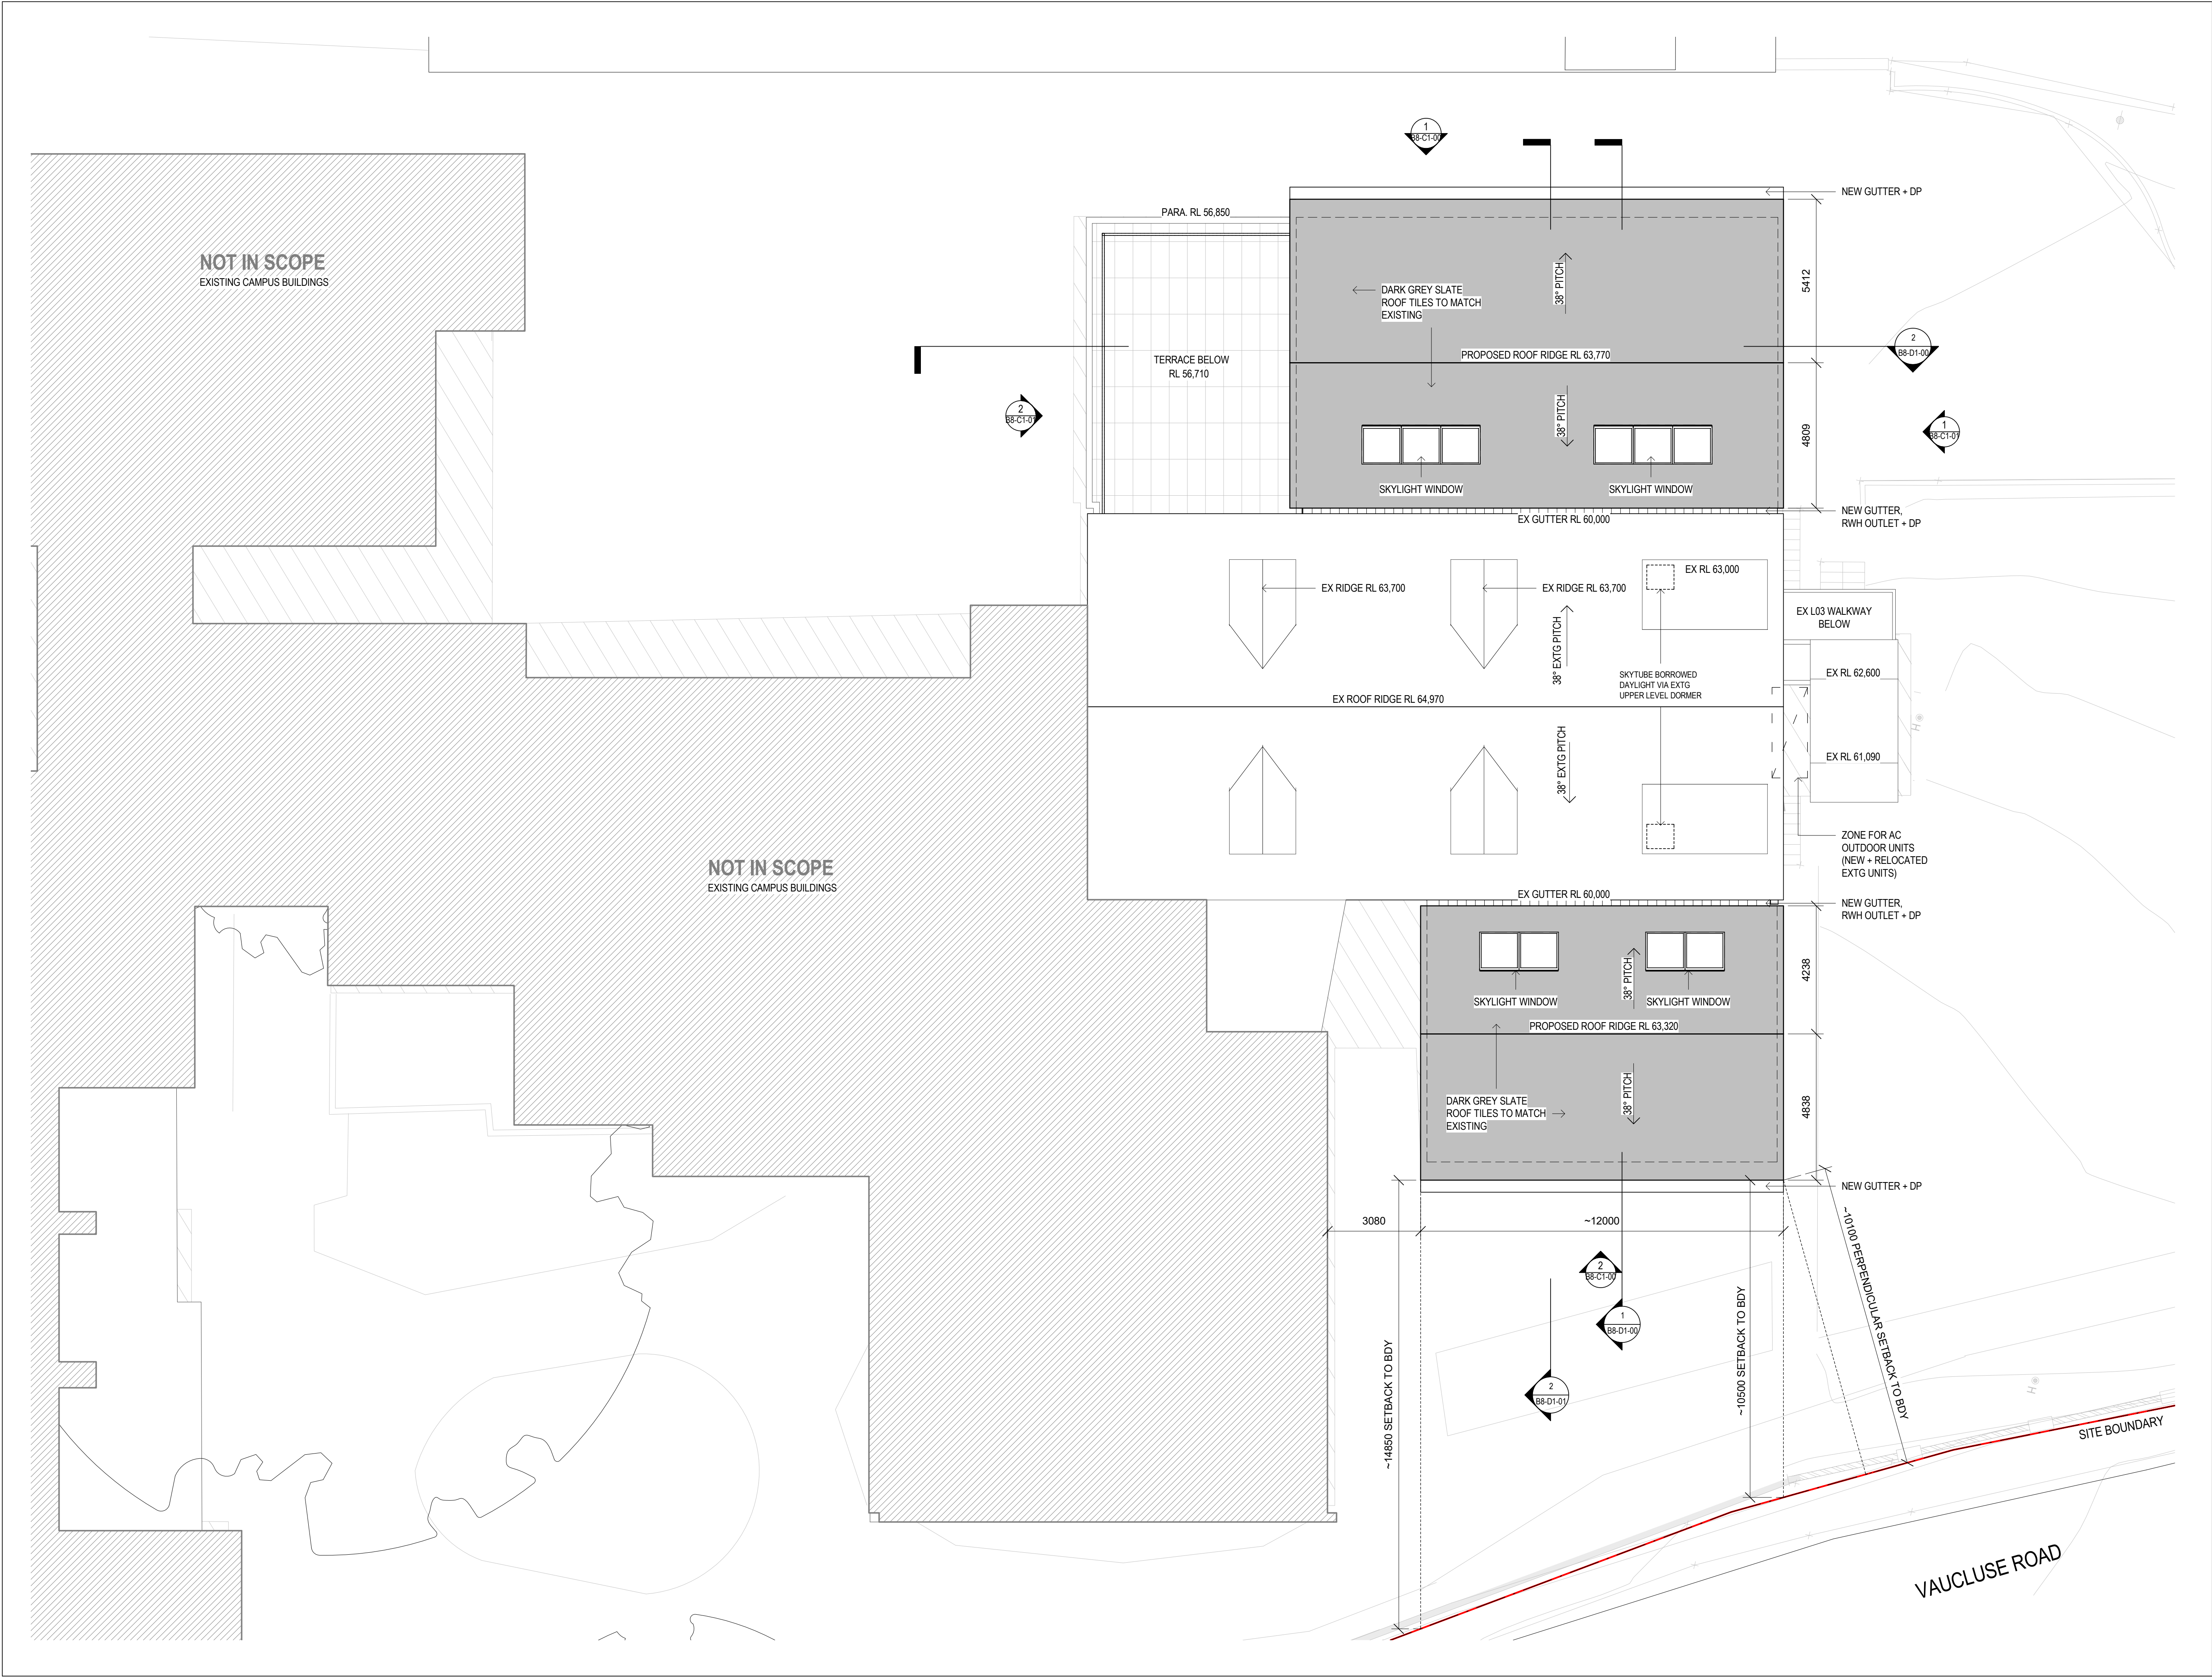 1
B8-C1-00
NEW GUTTER + DP
PARA. RL 56,850
NOT IN SCOPE
EXISTING CAMPUS BUILDINGS
38° PITCH
5412
DARK GREY SLATE
ROOF TILES TO MATCH
EXISTING
2
B8-D1-00
TERRACE BELOW
RL 56,710
PROPOSED ROOF RIDGE RL 63,770
2
B8-C1-01
38° PITCH
4809
1
B8-C1-01
SKYLIGHT WINDOW
SKYLIGHT WINDOW
EX GUTTER RL 60,000
NEW GUTTER,
RWH OUTLET + DP
EX RL 63,000
EX RIDGE RL 63,700
EX RIDGE RL 63,700
EX L03 WALKWAY
BELOW
38° EXTG PITCH
SKYTUBE BORROWED
DAYLIGHT VIA EXTG
UPPER LEVEL DORMER
EX RL 62,600
EX ROOF RIDGE RL 64,970
H
38° EXTG PITCH
EX RL 61,090
ZONE FOR AC
OUTDOOR UNITS
(NEW + RELOCATED
EXTG UNITS)
NOT IN SCOPE
EXISTING CAMPUS BUILDINGS
EX GUTTER RL 60,000
NEW GUTTER,
RWH OUTLET + DP
38° PITCH
4238
SKYLIGHT WINDOW
SKYLIGHT WINDOW
PROPOSED ROOF RIDGE RL 63,320
38° PITCH
4838
DARK GREY SLATE
ROOF TILES TO MATCH
EXISTING
NEW GUTTER + DP
3080
~12000
~10100 PERPENDICULAR SETBACK TO BDY
2
B8-C1-00
1
B8-D1-00
~14850 SETBACK TO BDY
~10500 SETBACK TO BDY
2
B8-D1-01
H
SITE BOUNDARY
VAUCLUSE ROAD